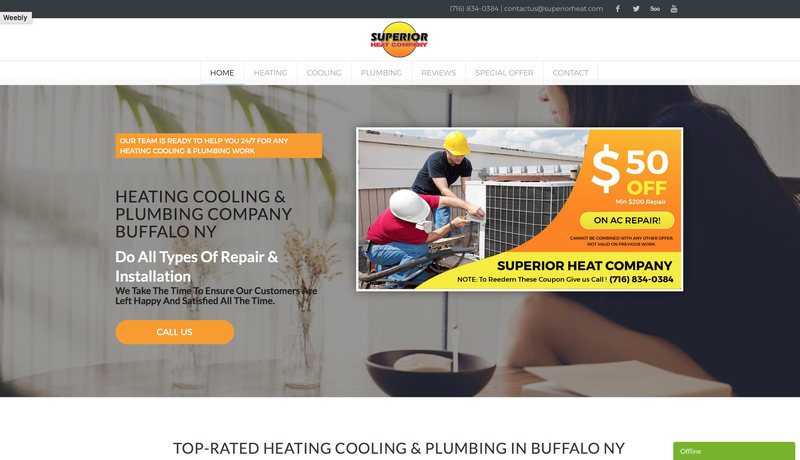 (716) 834-0384 | contactus@superiorheat.com
Weebly
SUPERIOR
HEAT COMPANY
HOME
HEATING
COOLING
PLUMBING
REVIEWS
SPECIAL OFFER
CONTACT
OUR TEAM IS READY TO HELP YOU 24/7 FOR ANY
HEATING COOLING & PLUMBING WORK
HEATING COOLING &
PLUMBING COMPANY
BUFFALO NY
Do All Types Of Repair &
Installation
We Take The Time To Ensure Our Customers Are
Left Happy And Satisfied All The Time.
CALL US
$50
OFF
Min $200 Repair
ON AC REPAIR!
CANNOT BE COMBINED WITH ANY OTHER OFFER.
NOT VALID ON PREVIOUS WORK.
SUPERIOR HEAT COMPANY
NOTE: To Reedem These Coupon Give us Call ! (716) 834-0384
TOP-RATED HEATING COOLING & PLUMBING IN BUFFALO NY
Offline